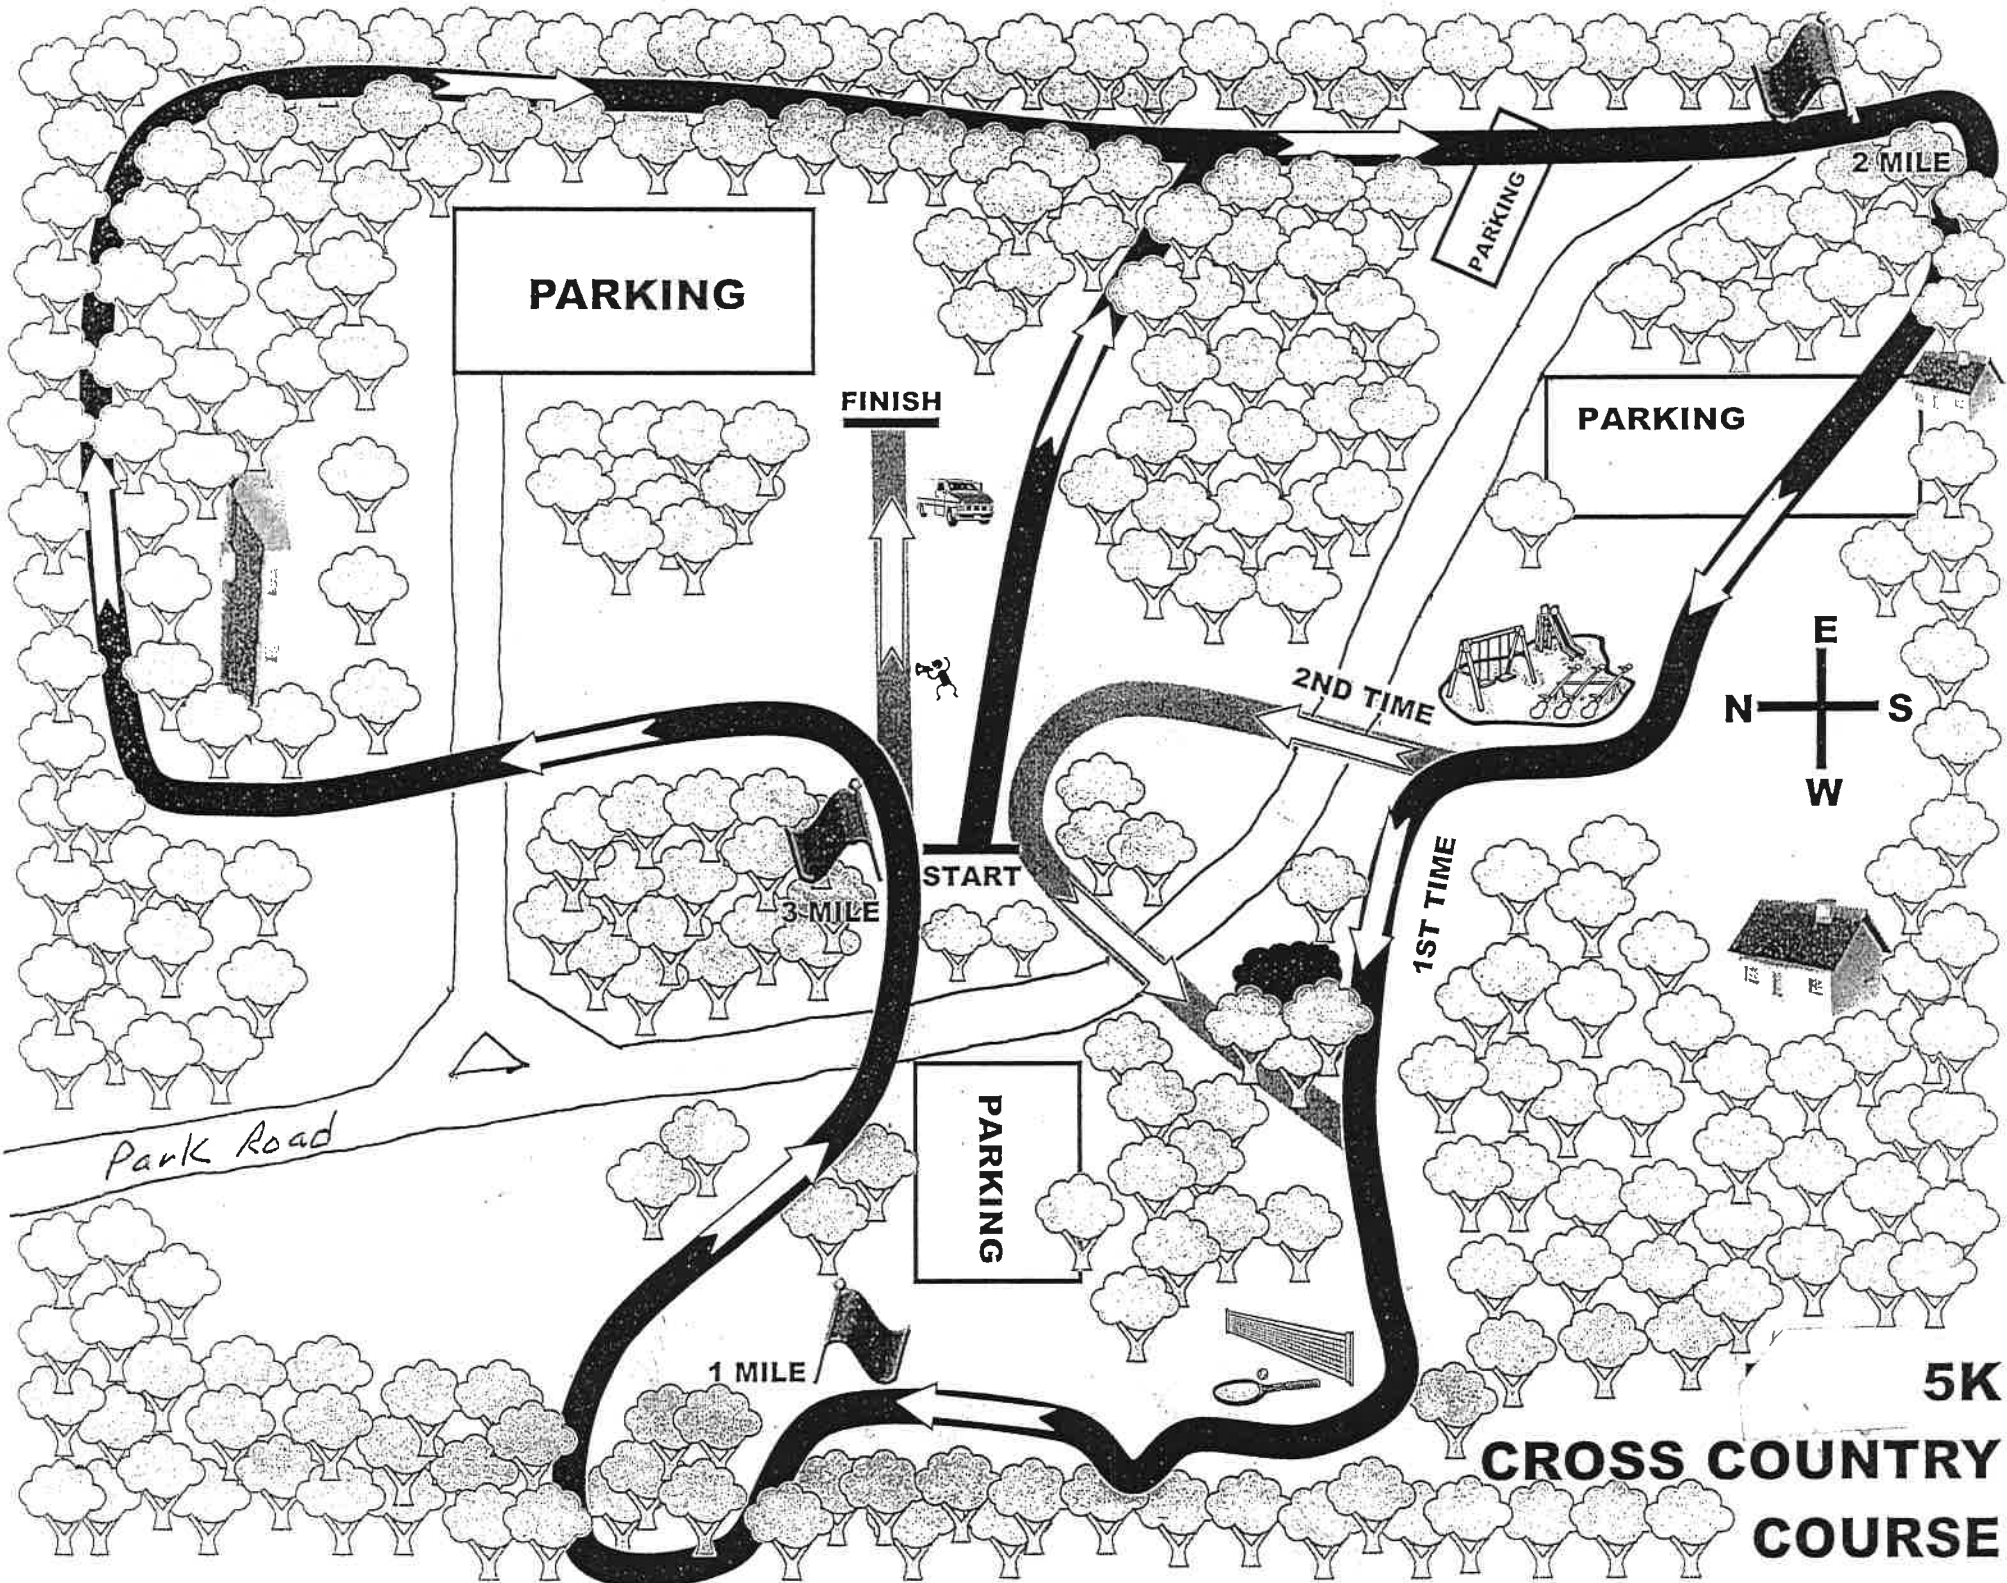 2 MILE
PARKING
PARKING
FINISH
PARKING
E
2ND TIME
N
S
W
1ST TIME
START
3 MILE
Park Road
PARKING
1 MILE
5K
CROSS COUNTRY
COURSE